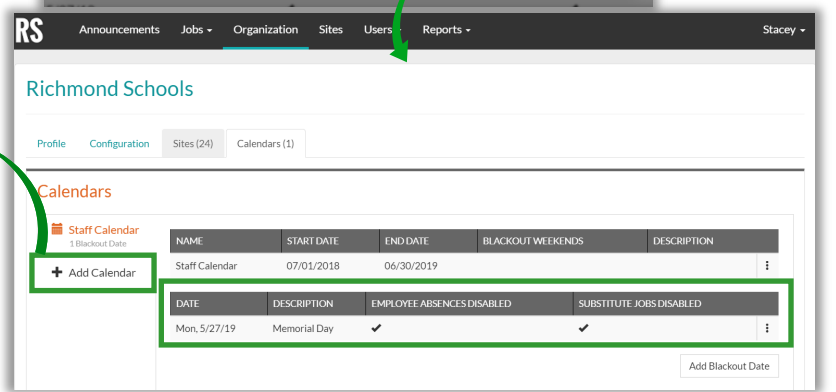 RS Announcements Jobs Organization Sites Users Reports Stacey
Richmond Schools
Profile Configuration Sites (24) Calendars (1)
Calendars
Staff Calendar
1 Blackout Date
+ Add Calendar
NAME START DATE END DATE BLACKOUT WEEKENDS DESCRIPTION
Staff Calendar 07/01/2018 06/30/2019
DATE DESCRIPTION EMPLOYEE ABSENCES DISABLED SUBSTITUTE JOBS DISABLED
Mon, 5/27/19 Memorial Day ✔ ✔
Add Blackout Date